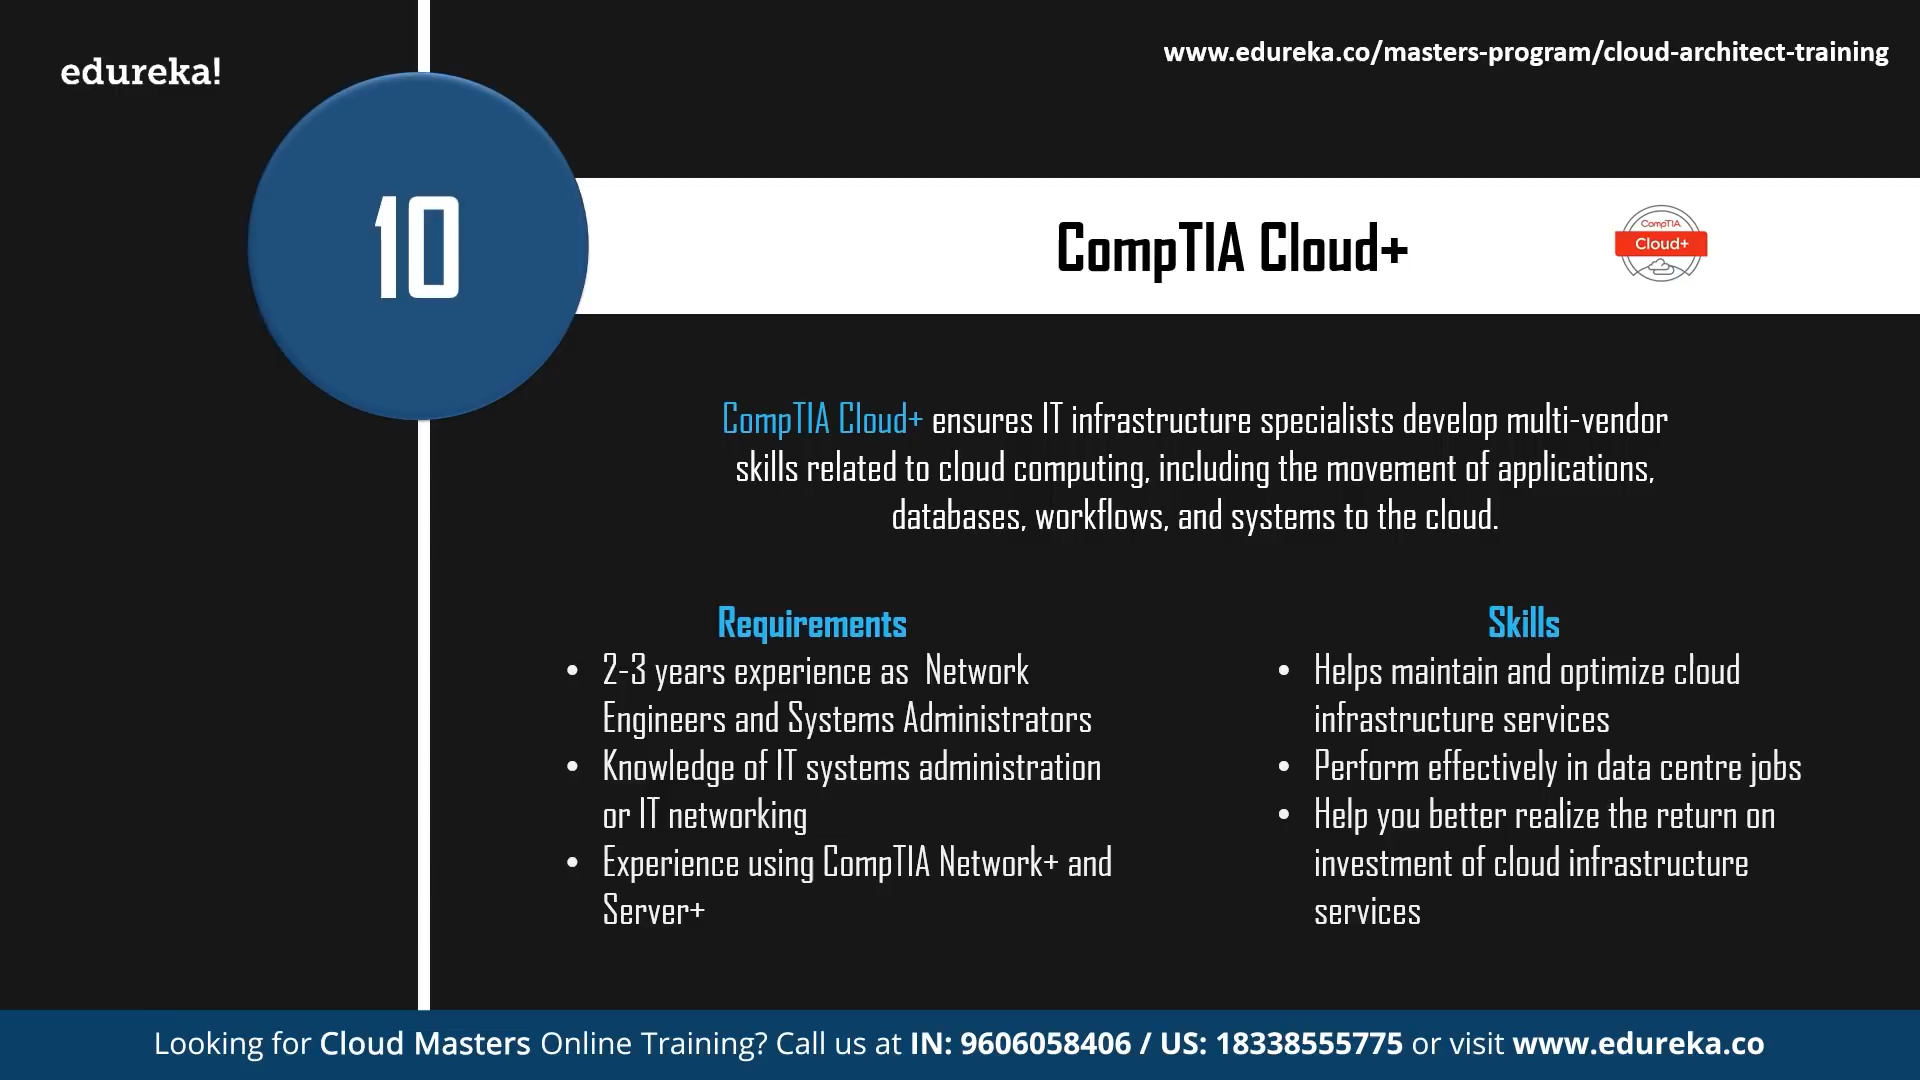 edureka!
www.edureka.co/masters-program/cloud-architect-training
10
CompTIA Cloud+
CompTIA
Cloud+
CompTIA Cloud+ ensures IT infrastructure specialists develop multi-vendor
skills related to cloud computing, including the movement of applications,
databases, workflows, and systems to the cloud.
Requirements
• 2-3 years experience as Network
Engineers and Systems Administrators
• Knowledge of IT systems administration
or IT networking
• Experience using CompTIA Network+ and
Server+
Skills
• Helps maintain and optimize cloud
infrastructure services
• Perform effectively in data centre jobs
• Help you better realize the return on
investment of cloud infrastructure
services
Looking for Cloud Masters Online Training? Call us at IN: 9606058406 / US: 18338555775 or visit www.edureka.co